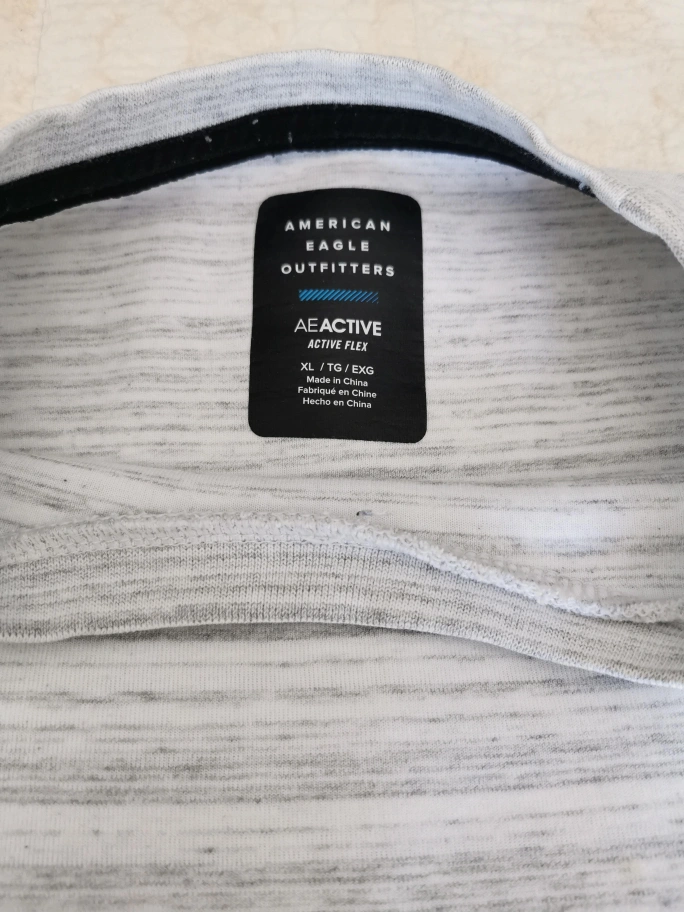 AMERICAN
EAGLE
OUTFITTERS
AEACTIVE
ACTIVE FLEX
XL / TG / EXG
Made in China
Fabriqué en Chine
Hecho en China